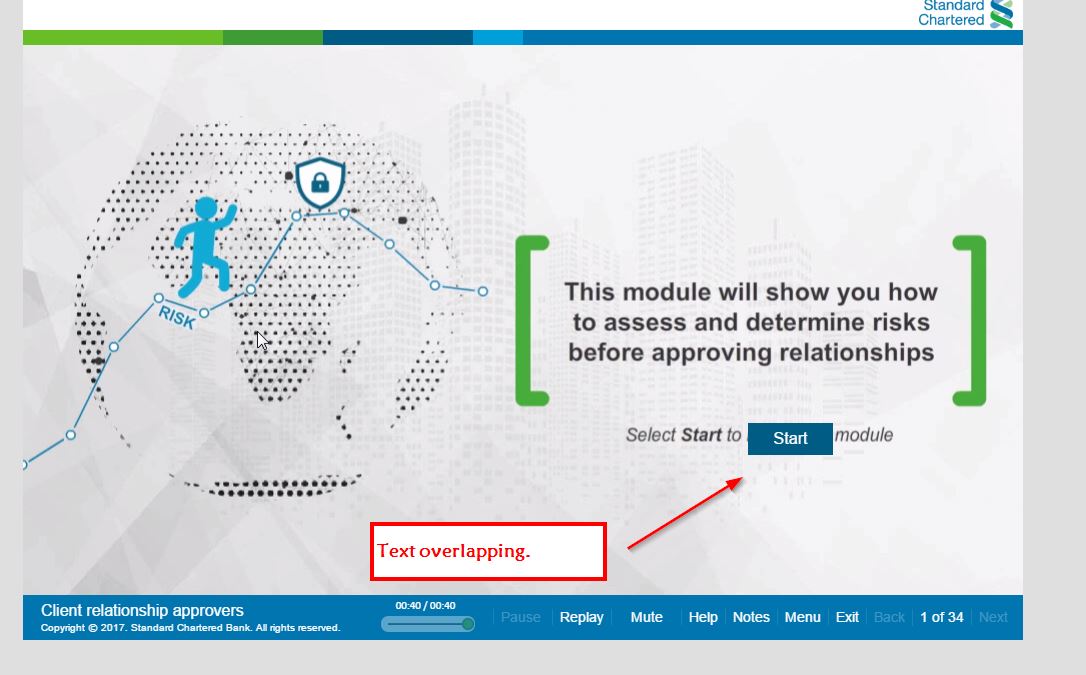 Standard
Chartered
RISK
This module will show you how
to assess and determine risks
before approving relationships
Select Start to
Start
module
Text overlapping.
Client relationship approvers
Copyright © 2017. Standard Chartered Bank. All rights reserved.
00:40 / 00:40
Pause Replay Mute Help Notes Menu Exit Back 1 of 34 Next